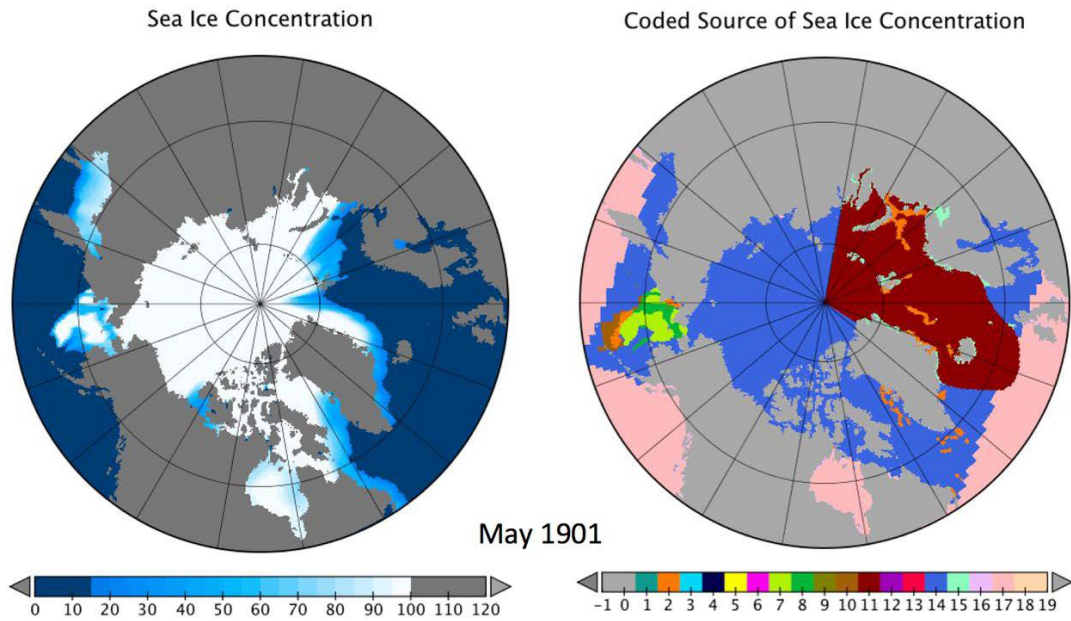 Sea Ice Concentration
Coded Source of Sea Ice Concentration
May 1901
0 10 20 30 40 50 60 70 80 90 100 110 120
-1 0 1 2 3 4 5 6 7 8 9 10 11 12 13 14 15 16 17 18 19